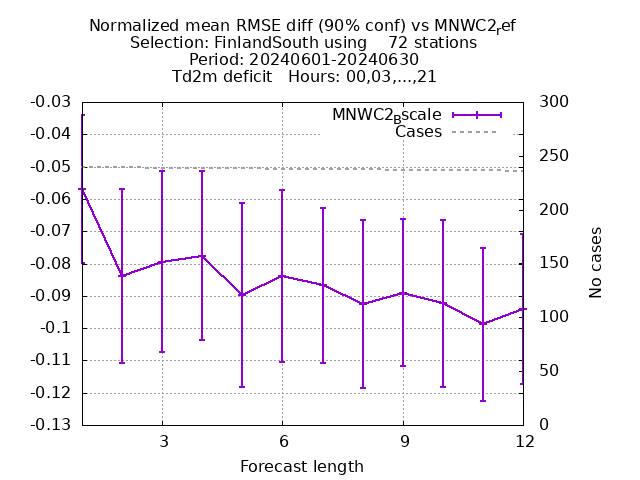 Normalized mean RMSE diff (90% conf) vs MNWC2ref
Selection: FinlandSouth using 72 stations
Period: 20240601-20240630
Td2m deficit Hours: 00,03,...,21
-0.03
-0.04
-0.05
-0.06
-0.07
-0.08
-0.09
-0.1
-0.11
-0.12
-0.13
MNWC2Bscale
Cases
300
250
200
150
100
50
0
No cases
3 6 9 12
Forecast length